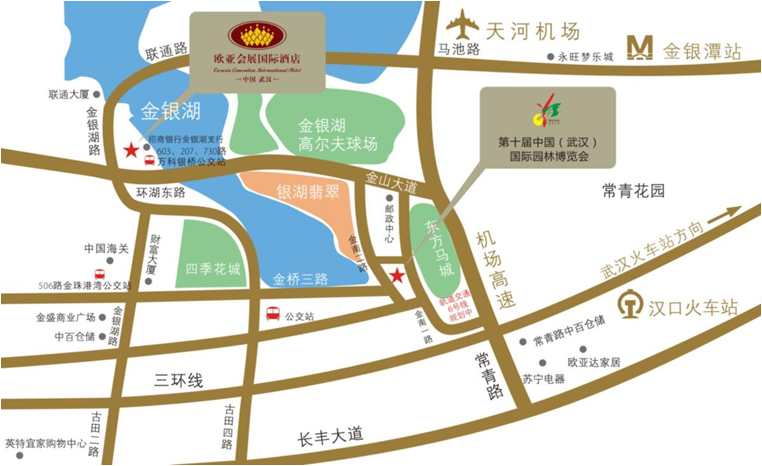 天河机场
马池路
永旺梦乐城
金银潭站
联通路
欧亚会展国际酒店
Eurasia Convention International Hotel
中国 武汉
联通大厦
金银湖
金银湖路
招商银行金银湖支行
603、207、730路
万科银桥公交站
金银湖
高尔夫球场
第十届中国（武汉）
国际园林博览会
环湖东路
银湖翡翠
金山大道
常青花园
邮政中心
东方马城
机场高速
武汉火车站方向
中国海关
财富大厦
四季花城
金桥三路
金南二路
506路金珠港湾公交站
轨道交通
6号线
规划中
汉口火车站
金盛商业广场
中百仓储
金银湖路
公交站
金南一路
常青路中百仓储
欧亚达家居
苏宁电器
常青路
三环线
古田二路
古田四路
长丰大道
英特宜家购物中心